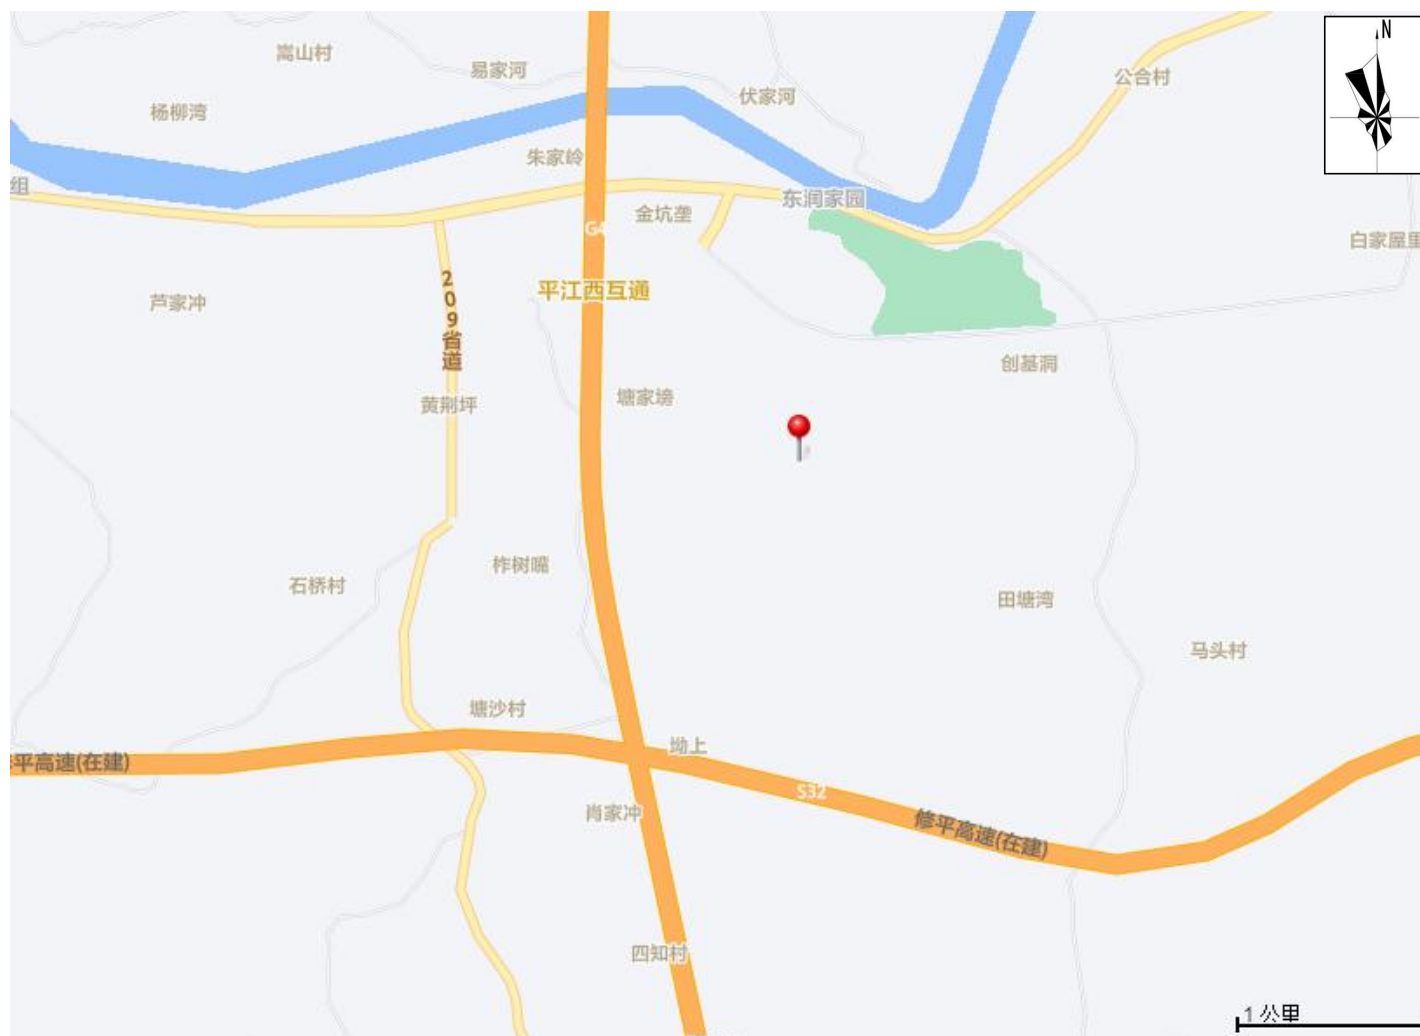 N
嵩山村
易家河
公合村
伏家河
杨柳湾
朱家岭
组
东润家园
金坑垄
G4
白家屋里
平江西互通
芦家冲
209省道
创基洞
塘家塝
黄荆坪
柞树嘴
石桥村
田塘湾
马头村
塘沙村
坳上
平高速(在建)
S32
肖家冲
修平高速(在建)
四知村
1 公里